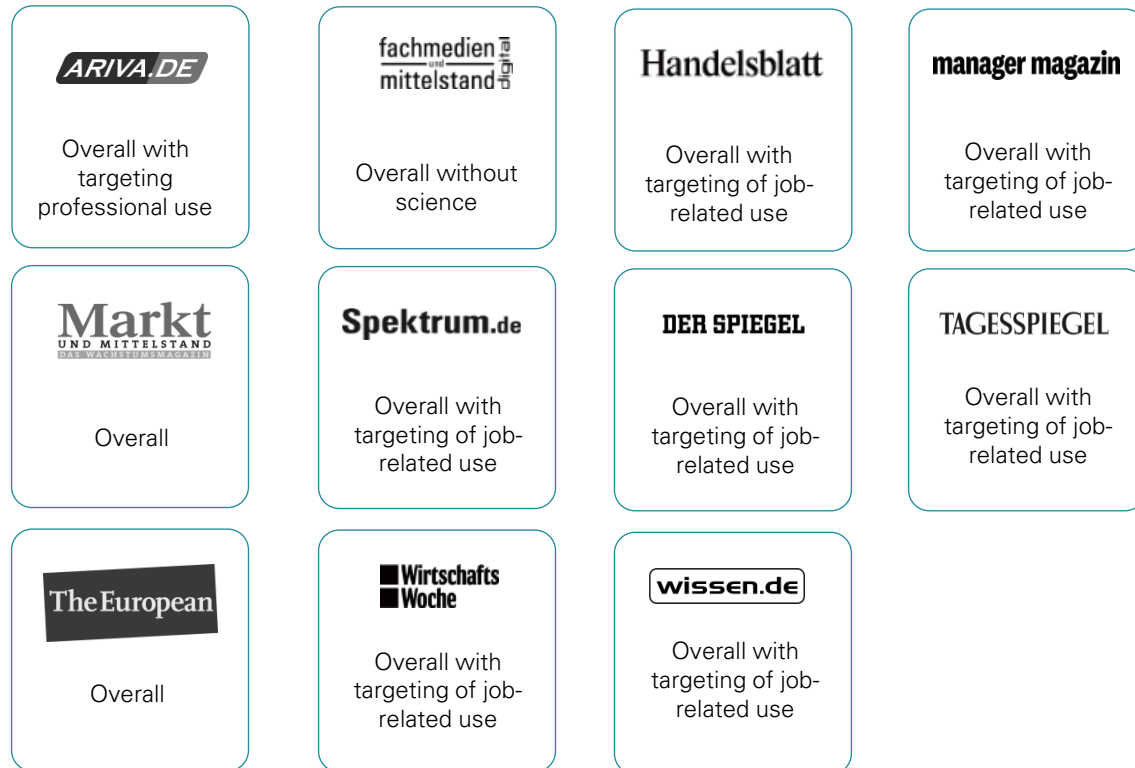 ARIVA.DE
Overall with
targeting
professional use
fachmedien
und
mittelstand
digital
Overall without
science
Handelsblatt
Overall with
targeting of job-
related use
manager magazin
Overall with
targeting of job-
related use
Markt
UND MITTELSTAND
DAS WACHSTUMSMAGAZIN
Overall
Spektrum.de
Overall with
targeting of job-
related use
DER SPIEGEL
Overall with
targeting of job-
related use
TAGESSPIEGEL
Overall with
targeting of job-
related use
The European
Overall
Wirtschafts
Woche
Overall with
targeting of job-
related use
wissen.de
Overall with
targeting of job-
related use